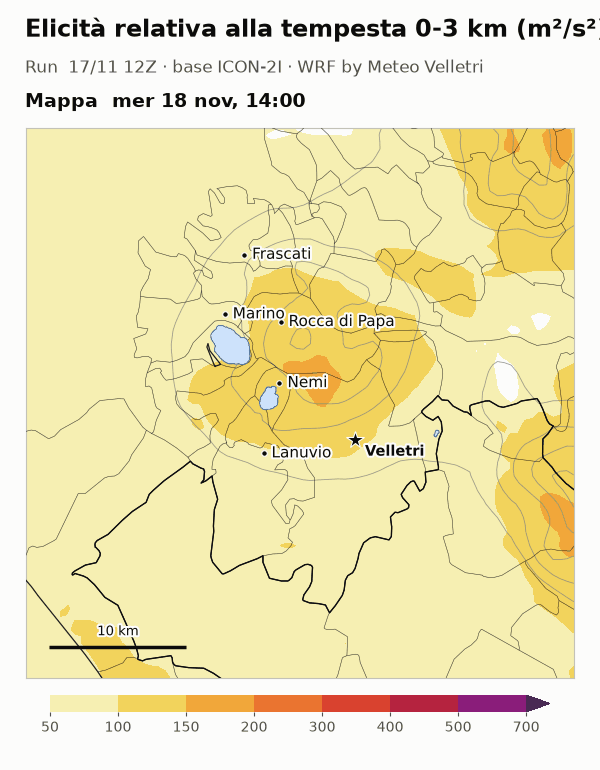 Elicità relativa alla tempesta 0-3 km (m²/s²)
Run 17/11 12Z · base ICON-2I · WRF by Meteo Velletri
Mappa mer 18 nov, 14:00
Frascati
Marino
Rocca di Papa
Nemi
Lanuvio
Velletri
10 km
50 100 150 200 300 400 500 700